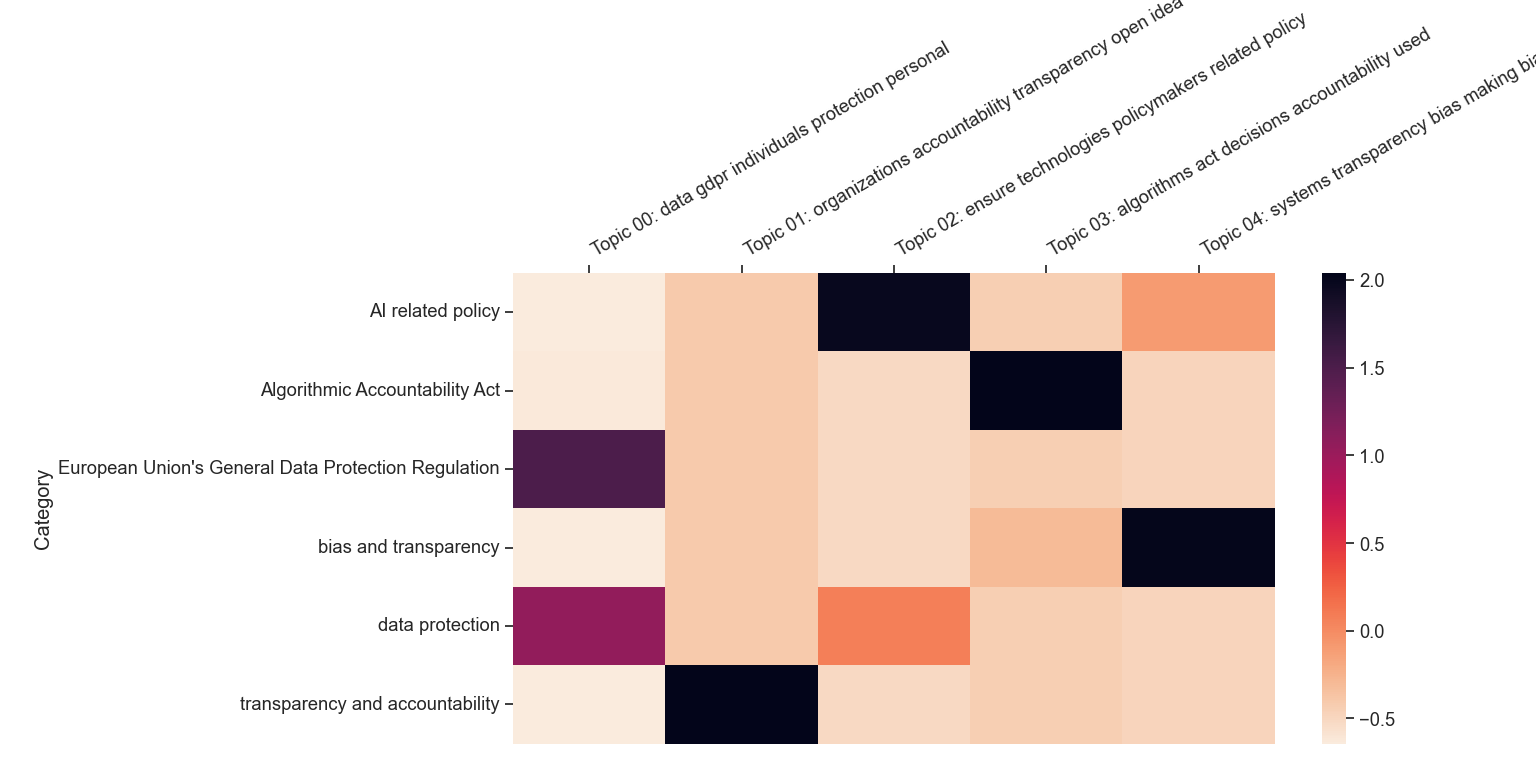 Topic 00: data gdpr individuals protection personal
Topic 01: organizations accountability transparency open idea
Topic 02: ensure technologies policymakers related policy
Topic 03: algorithms act decisions accountability used
Topic 04: systems transparency bias making
Category
AI related policy
Algorithmic Accountability Act
European Union's General Data Protection Regulation
bias and transparency
data protection
transparency and accountability
2.0
1.5
1.0
0.5
0.0
−0.5